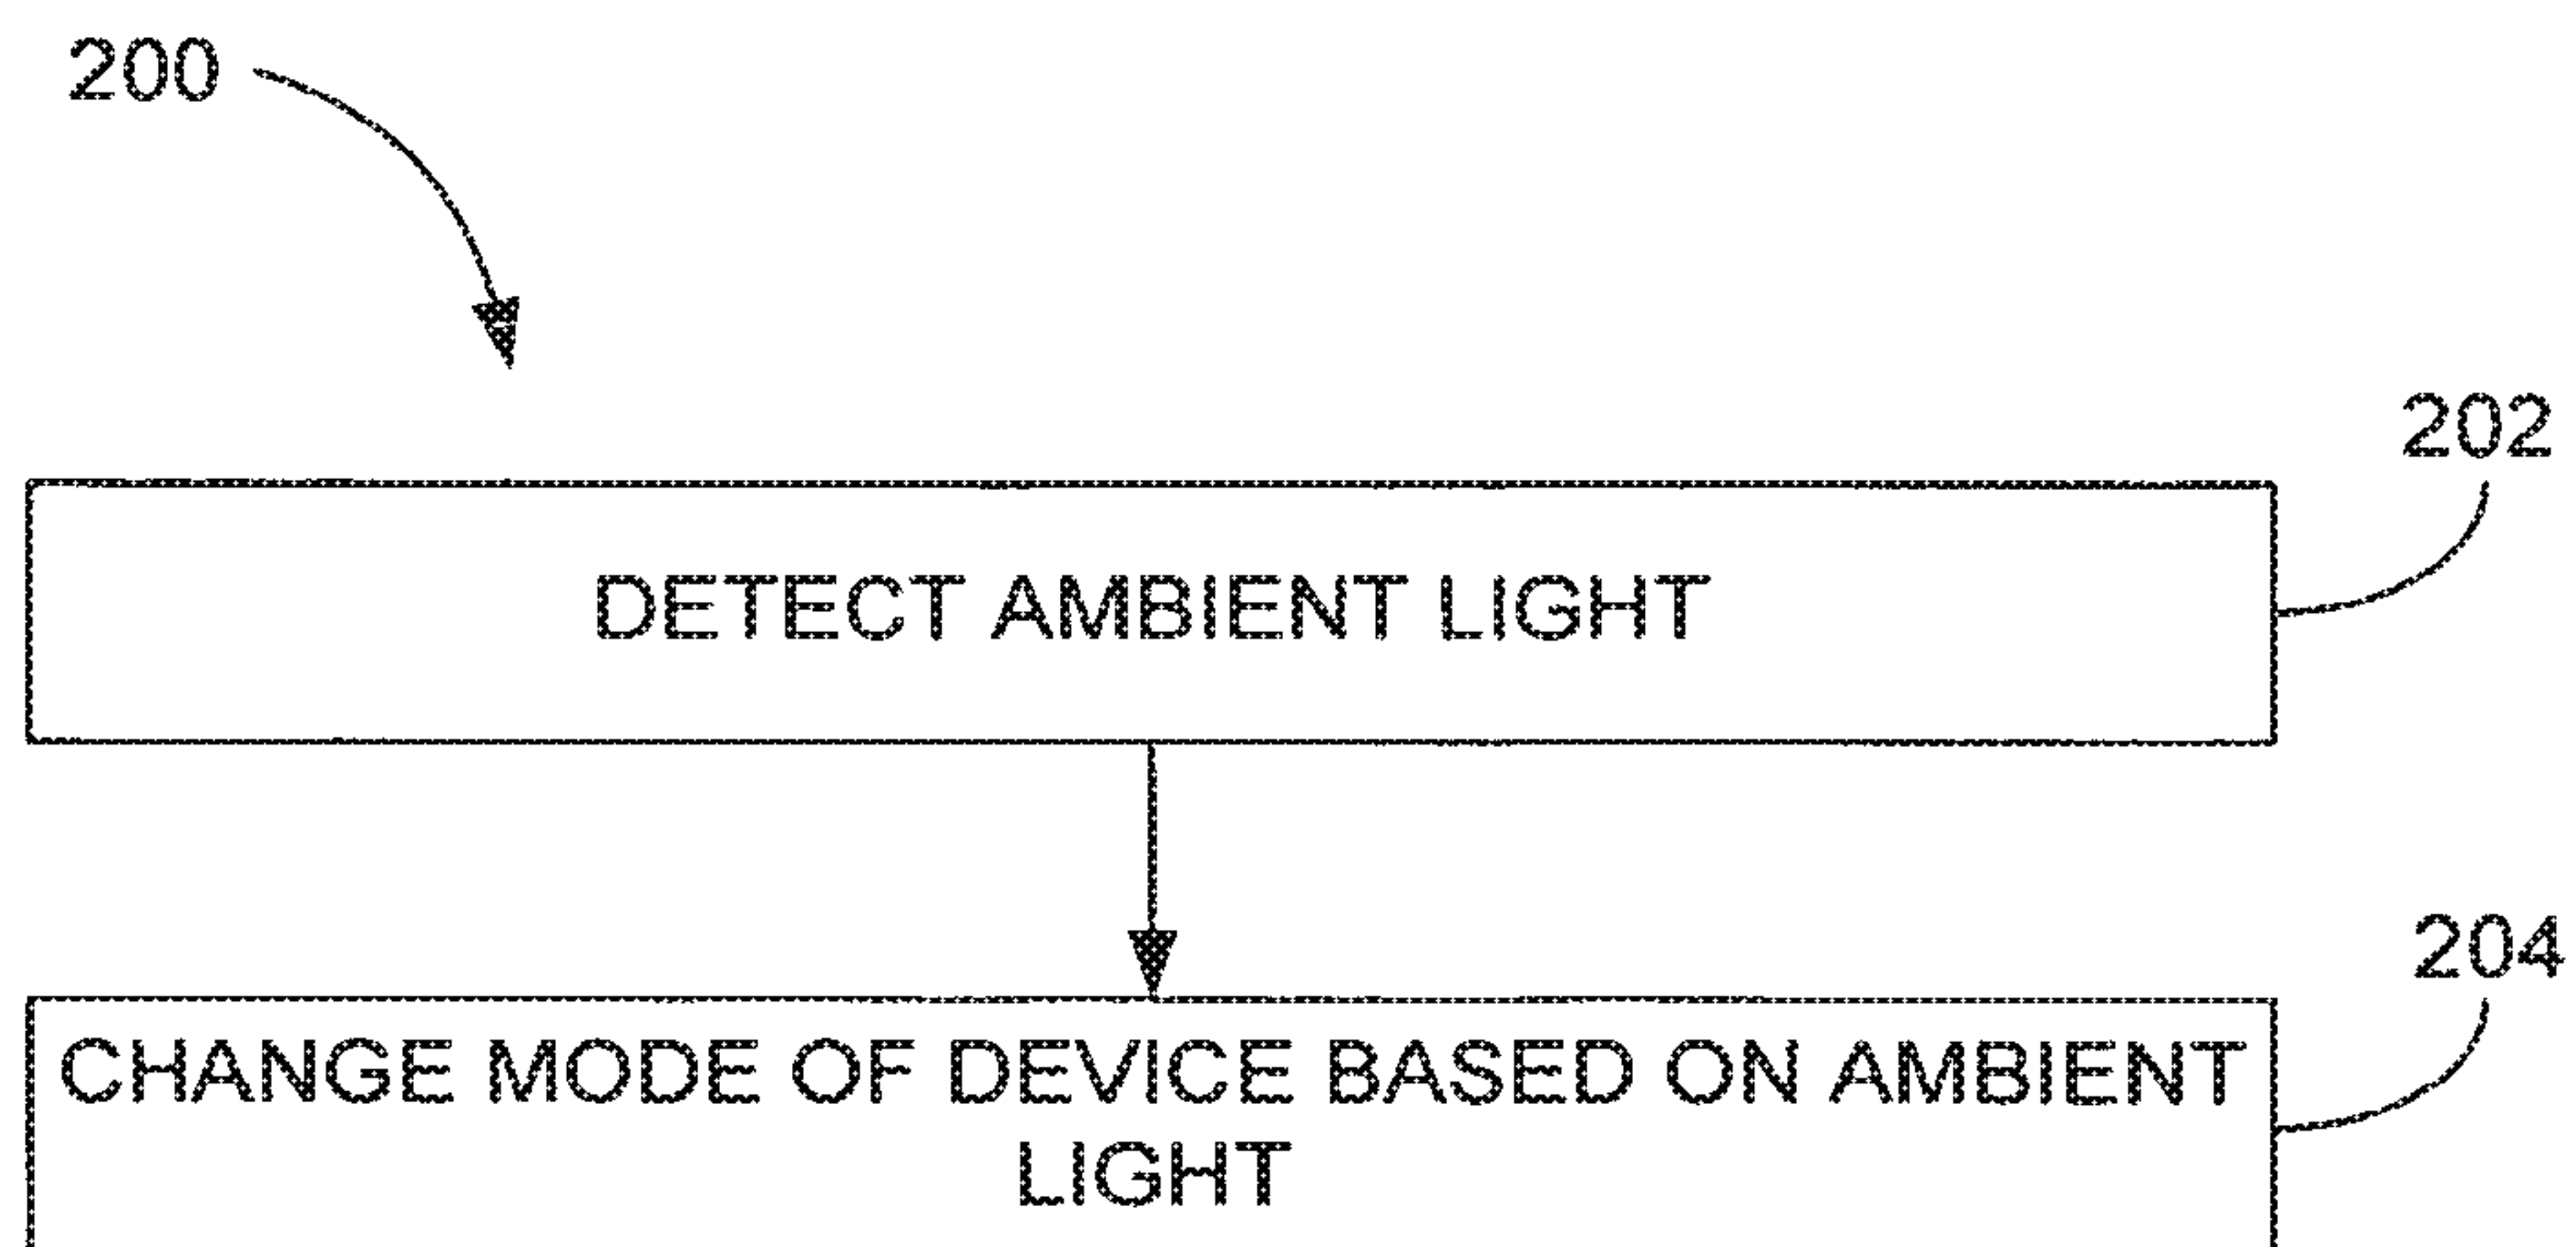 200
202
DETECT AMBIENT LIGHT
204
CHANGE MODE OF DEVICE BASED ON AMBIENT
LIGHT